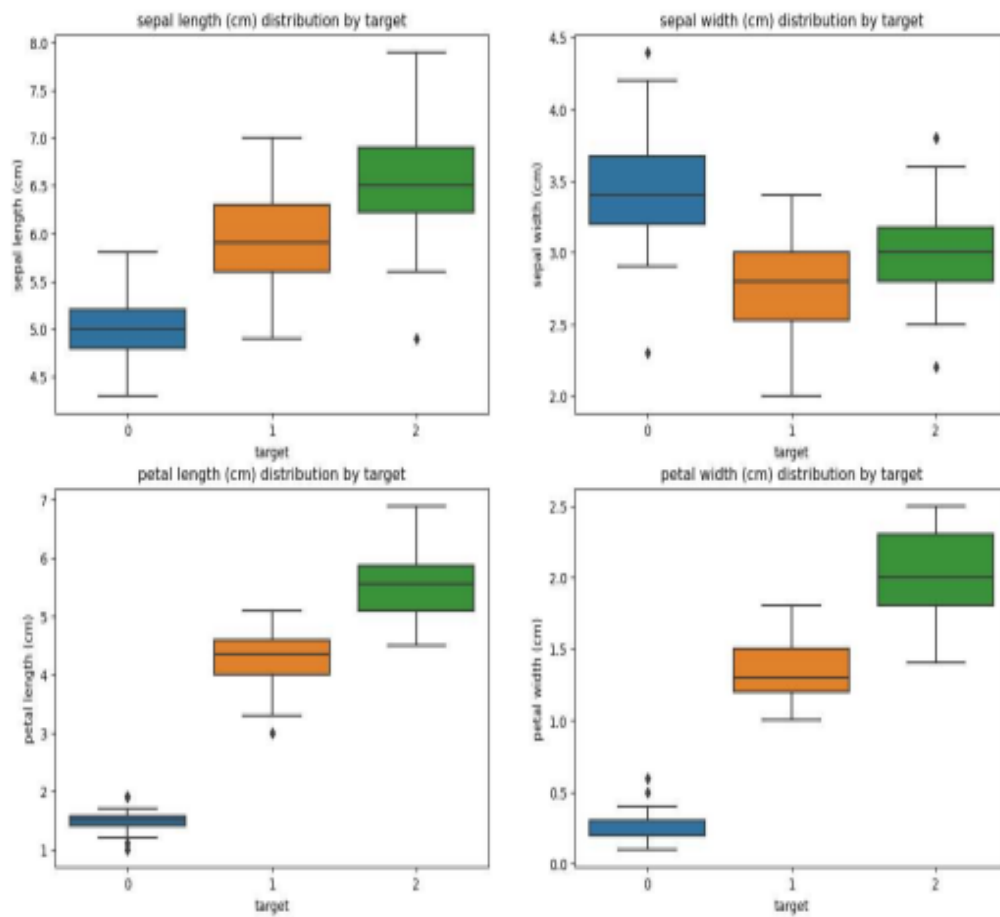 sepal length (cm) distribution by target
8.0
7.5
7.0
6.5
6.0
5.5
5.0
4.5
sepal length (cm)
0 1 2
target
sepal width (cm) distribution by target
4.5
4.0
3.5
3.0
2.5
2.0
sepal width (cm)
0 1 2
target
petal length (cm) distribution by target
7
6
5
4
3
2
1
petal length (cm)
0 1 2
target
petal width (cm) distribution by target
2.5
2.0
1.5
1.0
0.5
0.0
petal width (cm)
0 1 2
target